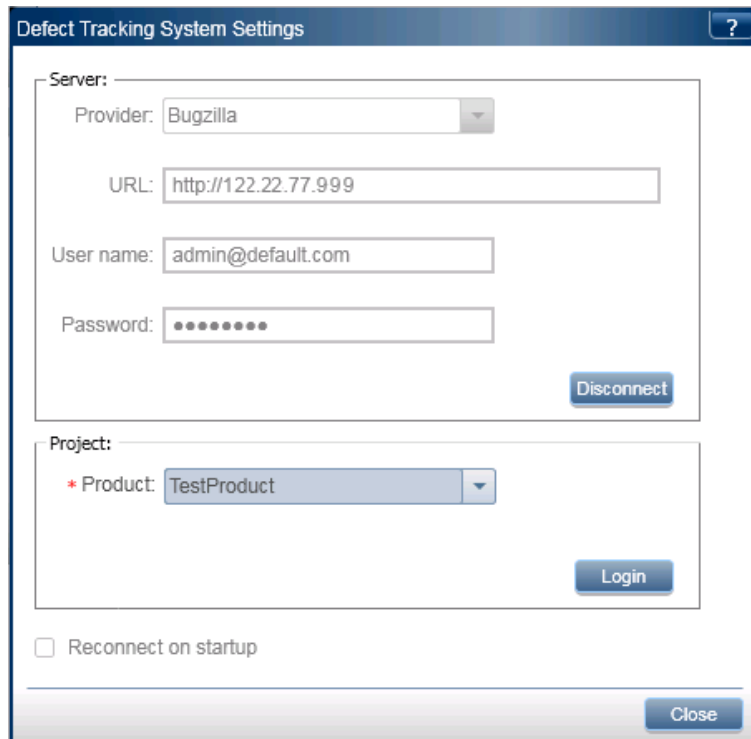 Defect Tracking System Settings ?
Server:
Provider: Bugzilla
URL: http://122.22.77.999
User name: admin@default.com
Password: ●●●●●●●●
Disconnect
Project:
* Product: TestProduct
Login
Reconnect on startup
Close